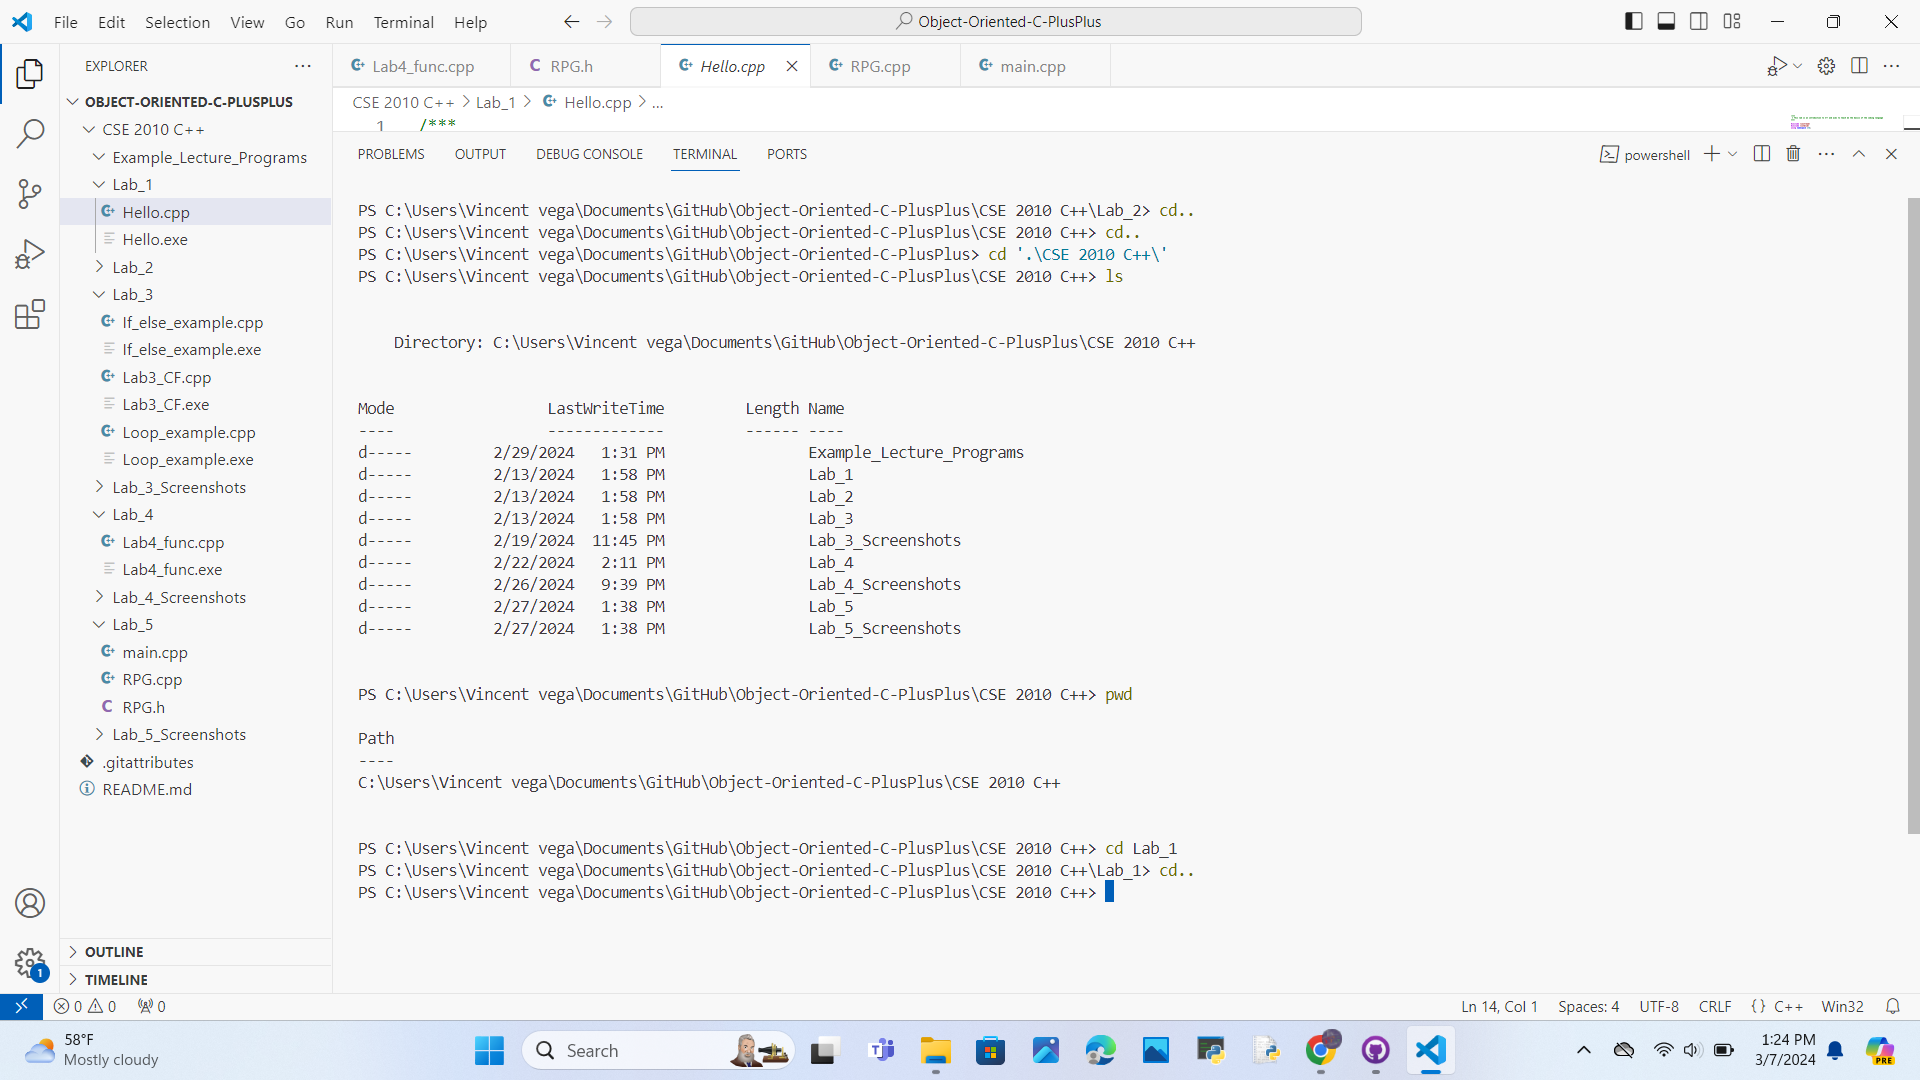 File Edit Selection View Go Run Terminal Help
Object-Oriented-C-PlusPlus
EXPLORER
OBJECT-ORIENTED-C-PLUSPLUS
CSE 2010 C++
Example_Lecture_Programs
Lab_1
Hello.cpp
Hello.exe
Lab_2
Lab_3
If_else_example.cpp
If_else_example.exe
Lab3_CF.cpp
Lab3_CF.exe
Loop_example.cpp
Loop_example.exe
Lab_3_Screenshots
Lab_4
Lab4_func.cpp
Lab4_func.exe
Lab_4_Screenshots
Lab_5
main.cpp
RPG.cpp
RPG.h
Lab_5_Screenshots
.gitattributes
README.md
OUTLINE
TIMELINE
Lab4_func.cpp RPG.h Hello.cpp RPG.cpp main.cpp
CSE 2010 C++ > Lab_1 > Hello.cpp > ...
1 /***
PROBLEMS OUTPUT DEBUG CONSOLE TERMINAL PORTS
powershell
PS C:\Users\Vincent vega\Documents\GitHub\Object-Oriented-C-PlusPlus\CSE 2010 C++\Lab_2> cd..
PS C:\Users\Vincent vega\Documents\GitHub\Object-Oriented-C-PlusPlus\CSE 2010 C++> cd..
PS C:\Users\Vincent vega\Documents\GitHub\Object-Oriented-C-PlusPlus> cd '.\CSE 2010 C++\'
PS C:\Users\Vincent vega\Documents\GitHub\Object-Oriented-C-PlusPlus\CSE 2010 C++> ls
Directory: C:\Users\Vincent vega\Documents\GitHub\Object-Oriented-C-PlusPlus\CSE 2010 C++
Mode LastWriteTime Length Name
---- ------------- ------ ----
d----- 2/29/2024 1:31 PM Example_Lecture_Programs
d----- 2/13/2024 1:58 PM Lab_1
d----- 2/13/2024 1:58 PM Lab_2
d----- 2/13/2024 1:58 PM Lab_3
d----- 2/19/2024 11:45 PM Lab_3_Screenshots
d----- 2/22/2024 2:11 PM Lab_4
d----- 2/26/2024 9:39 PM Lab_4_Screenshots
d----- 2/27/2024 1:38 PM Lab_5
d----- 2/27/2024 1:38 PM Lab_5_Screenshots
PS C:\Users\Vincent vega\Documents\GitHub\Object-Oriented-C-PlusPlus\CSE 2010 C++> pwd
Path
----
C:\Users\Vincent vega\Documents\GitHub\Object-Oriented-C-PlusPlus\CSE 2010 C++
PS C:\Users\Vincent vega\Documents\GitHub\Object-Oriented-C-PlusPlus\CSE 2010 C++> cd Lab_1
PS C:\Users\Vincent vega\Documents\GitHub\Object-Oriented-C-PlusPlus\CSE 2010 C++\Lab_1> cd..
PS C:\Users\Vincent vega\Documents\GitHub\Object-Oriented-C-PlusPlus\CSE 2010 C++>
1
0 0 0
Ln 14, Col 1 Spaces: 4 UTF-8 CRLF {} C++ Win32
58°F
Mostly cloudy
Search
PRE
1:24 PM
3/7/2024